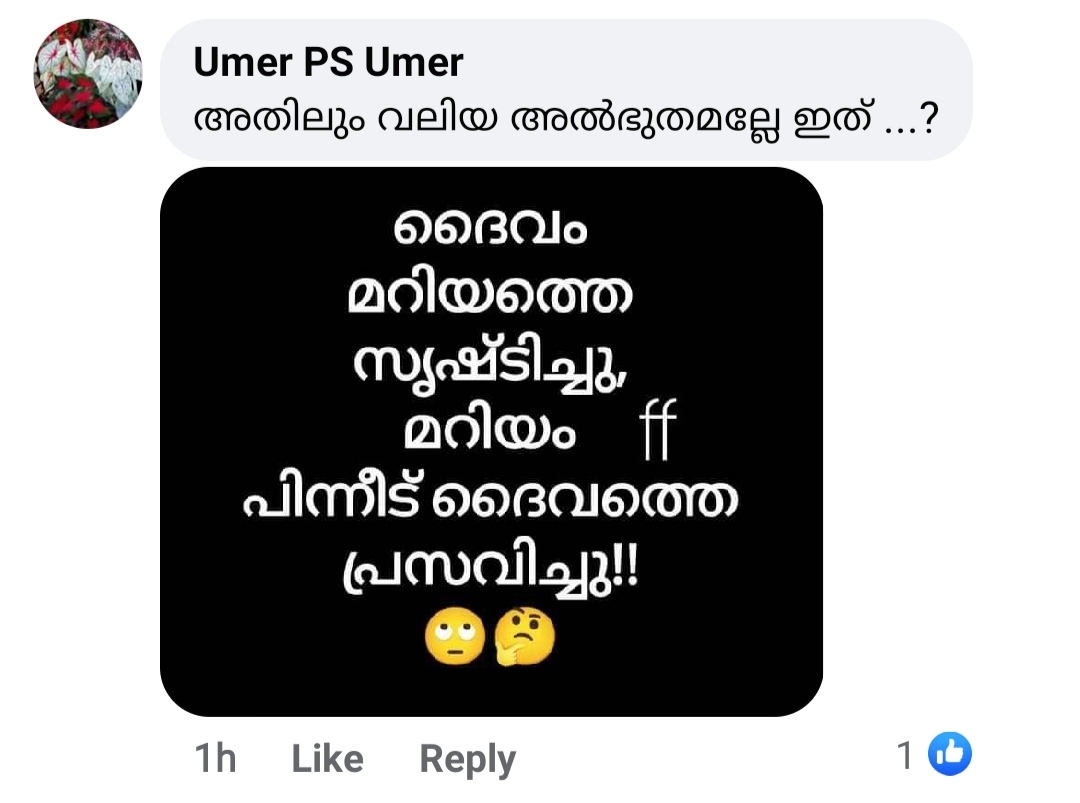 Umer PS Umer
അതിലും വലിയ അൽഭുതമല്ലേ ഇത് ...?
ദൈവം
മറിയത്തെ
സൃഷ്ടിച്ചു,
മറിയം ff
പിന്നീട് ദൈവത്തെ
പ്രസവിച്ചു!!
🙄🤔
1h Like Reply 1